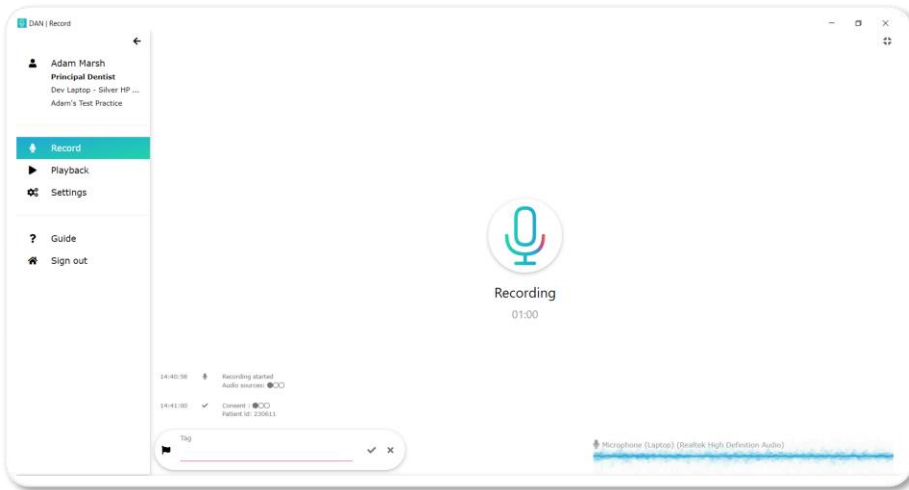 DAN | Record
Adam Marsh
Principal Dentist
Dev Laptop - Silver HP ...
Adam's Test Practice
Record
Playback
Settings
Guide
Sign out
Recording
01:00
14:40:58 Recording started
Audio sources:
14:41:00 Consent :
Patient id: 230611
Tag
Microphone (Laptop) (Realtek High Definition Audio)